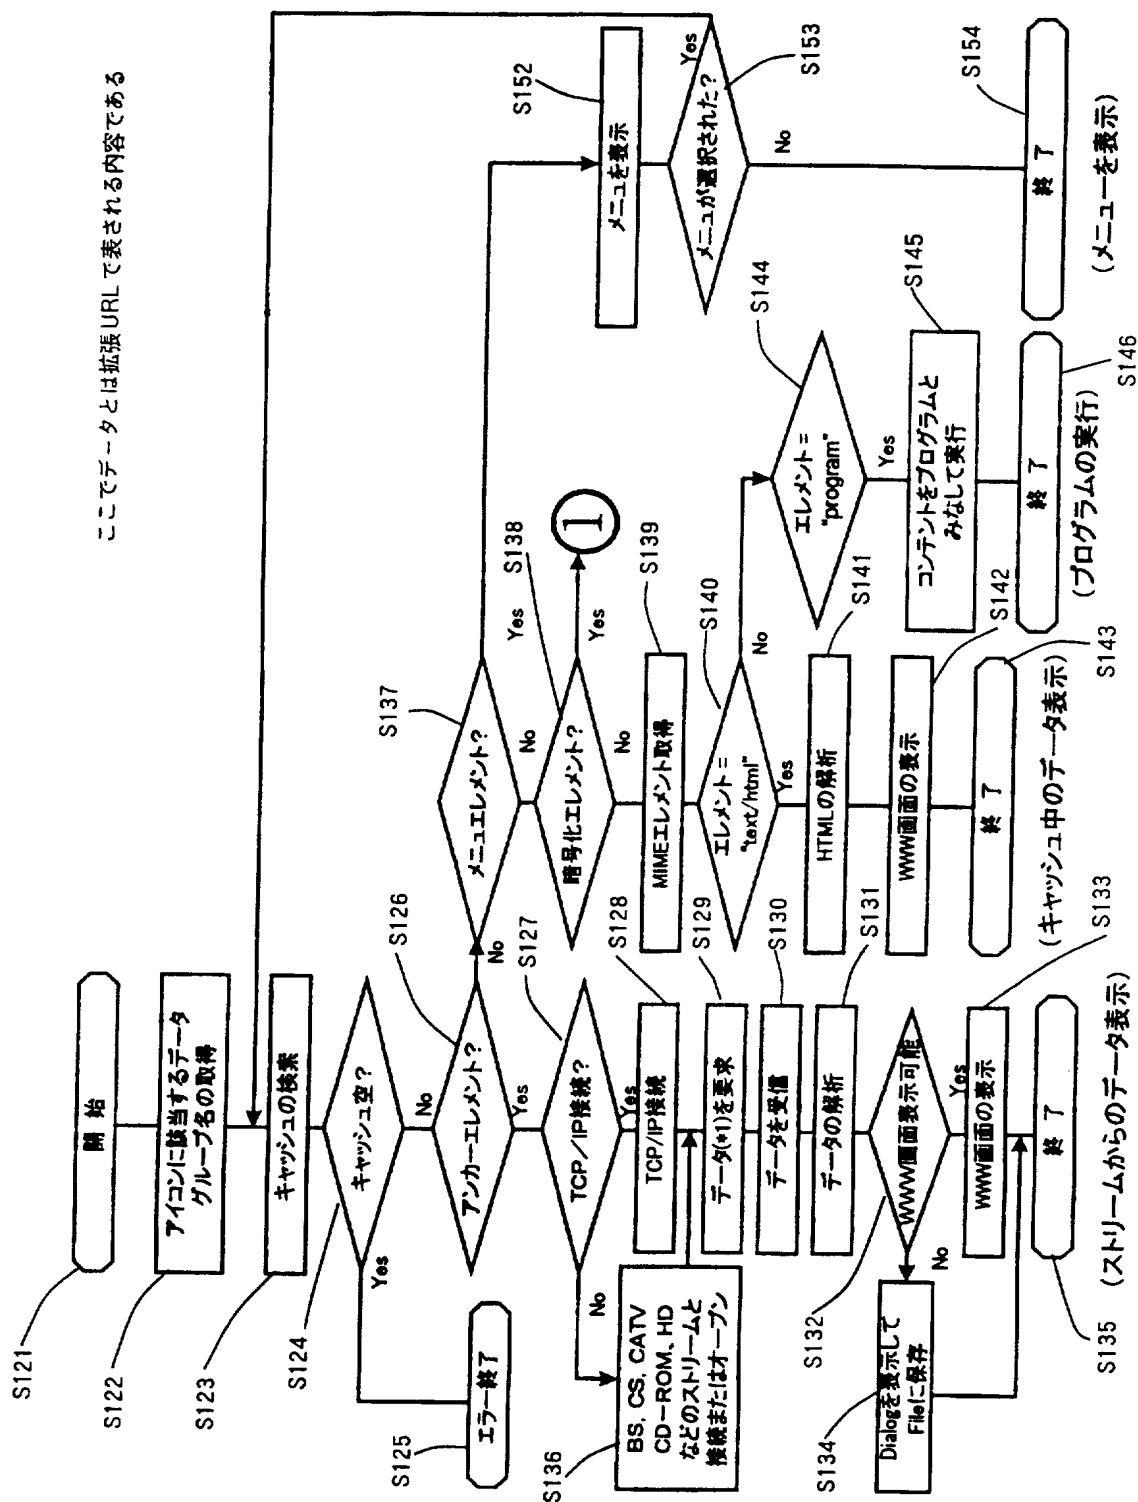 ここでデータとは拡張URLで表される内容である
開 始
S121
アイコンに該当するデータ
グループ名の取得
S122
キャッシュの検索
S123
キャッシュ空?
S124
Yes
No
エラー終了
S125
アンカーエレメント?
S126
No
Yes
TCP/IP接続?
S127
Yes
No
TCP/IP接続
S128
BS, CS, CATV
CD-ROM、HD
などのストリームと
接続またはオープン
S136
データ(*1)を要求
S129
データを受信
S130
データの解析
S131
WWW画面表示可能
S132
Yes
No
WWW画面の表示
S133
Dialogを表示して
Fileに保存
S134
終 了
S135
(ストリームからのデータ表示)
メニュエレメント?
S137
Yes
No
暗号化エレメント?
S138
Yes
No
1
MIMEエレメント取得
S139
エレメント=
"text/html"
S140
No
Yes
HTMLの解析
S141
WWW画面の表示
S142
終 了
S143
(キャッシュ中のデータ表示)
エレメント=
"program"
S144
Yes
コンテントをプログラムと
みなして実行
S145
終 了
S146
(プログラムの実行)
メニュを表示
S152
メニュが選択された?
S153
Yes
No
終 了
S154
(メニューを表示)